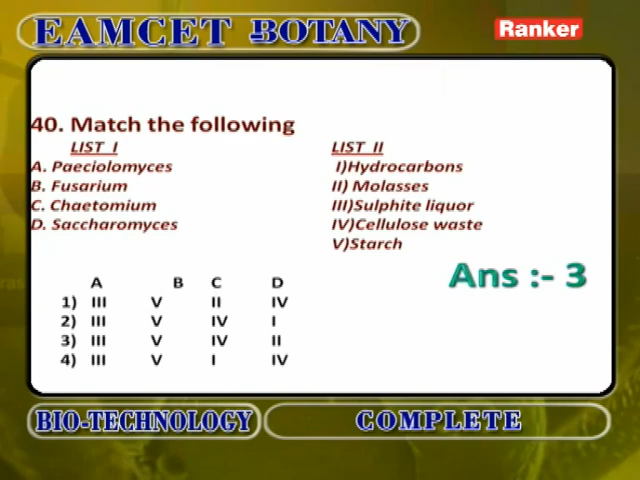 EAMCET BOTANY
Ranker
40. Match the following
LIST I LIST II
A. Paeciolomyces I)Hydrocarbons
B. Fusarium II) Molasses
C. Chaetomium III)Sulphite liquor
D. Saccharomyces IV)Cellulose waste
V)Starch
Ans :- 3
A B C D
1) III V II IV
2) III V IV I
3) III V IV II
4) III V I IV
BIO-TECHNOLOGY COMPLETE